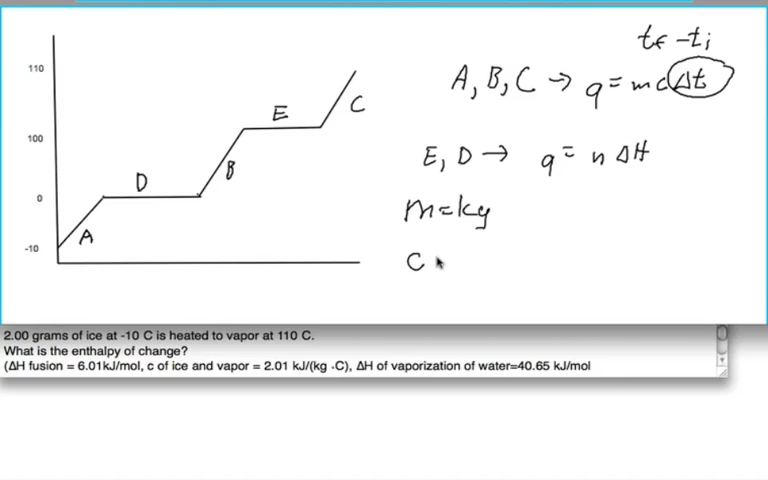 tf - ti
110
A, B, C → q = mcΔt
E
C
100
E, D → q = n ΔH
D
B
0
m = kg
A
-10
C
2.00 grams of ice at -10 C is heated to vapor at 110 C.
What is the enthalpy of change?
(ΔH fusion = 6.01kJ/mol, c of ice and vapor = 2.01 kJ/(kg ·C), ΔH of vaporization of water=40.65 kJ/mol